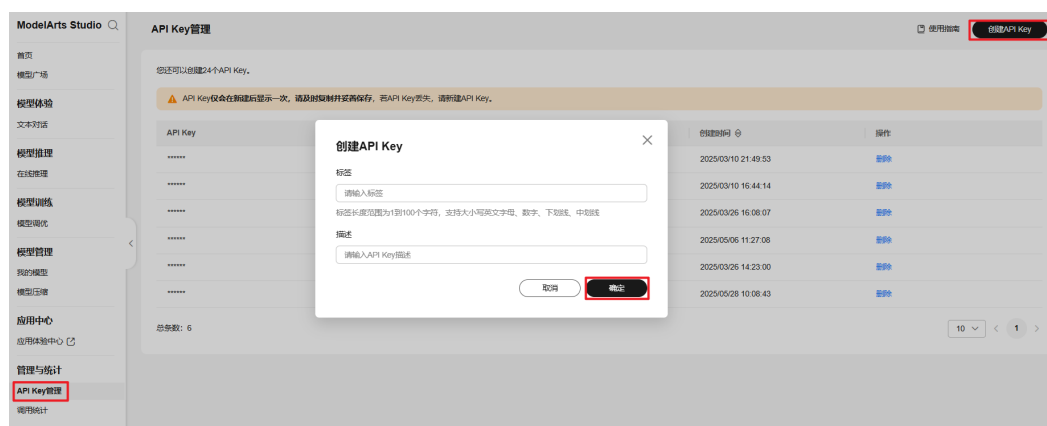 ModelArts Studio
首页
模型广场
模型体验
文本对话
模型推理
在线推理
模型训练
模型调优
模型管理
我的模型
模型压缩
应用中心
应用体验中心
管理与统计
API Key管理
调用统计
API Key管理
使用指南
创建API Key
您还可以创建24个API Key。
API Key仅会在新建后显示一次，请及时复制并妥善保存，若API Key丢失，请新建API Key。
API Key 创建时间 操作
****** 2025/03/10 21:49:53 删除
****** 2025/03/10 16:44:14 删除
****** 2025/03/26 16:08:07 删除
****** 2025/05/06 11:27:06 删除
****** 2025/03/26 14:23:00 删除
****** 2025/05/28 10:08:43 删除
总条数：6
10
1
创建API Key
标签
请输入标签
标签长度范围为1到100个字符，支持大小写英文字母、数字、下划线、中划线
描述
请输入API Key描述
取消
确定